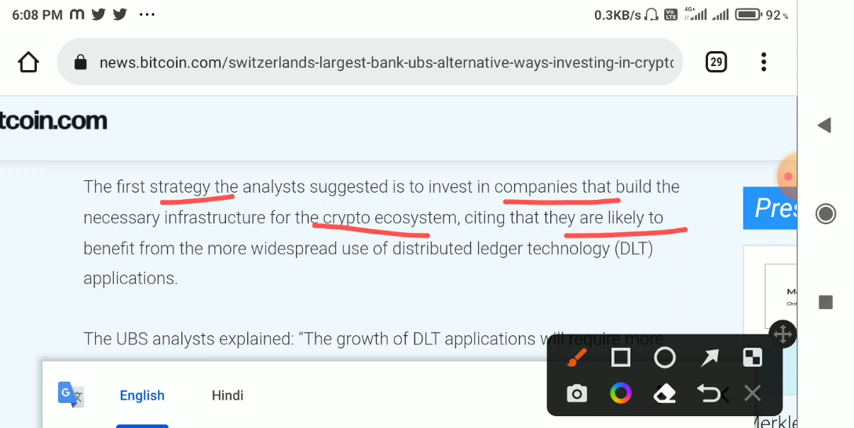 6:08 PM
0.3KB/s
4G+
92%
news.bitcoin.com/switzerlands-largest-bank-ubs-alternative-ways-investing-in-crypto
29
tcoin.com
The first strategy the analysts suggested is to invest in companies that build the
necessary infrastructure for the crypto ecosystem, citing that they are likely to
benefit from the more widespread use of distributed ledger technology (DLT)
applications.
Pres
The UBS analysts explained: “The growth of DLT applications will require more
English
Hindi
Merkle